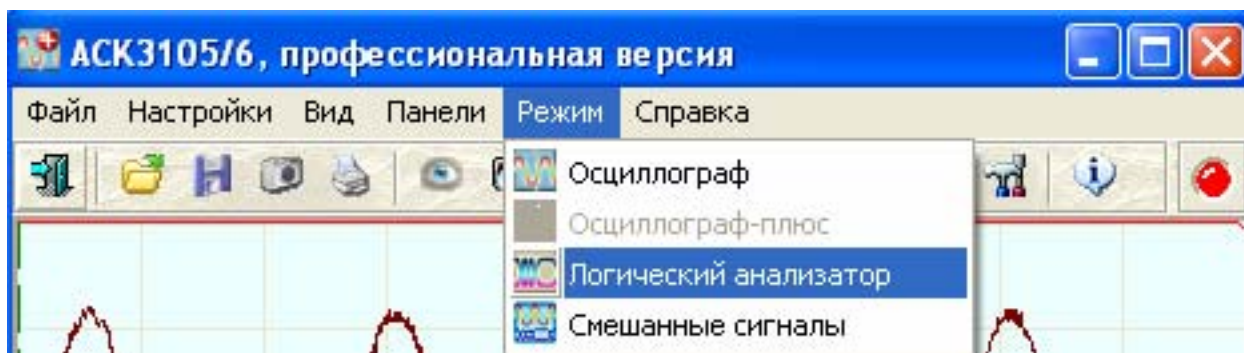 АСК3105/6, профессиональная версия
Файл Настройки Вид Панели Режим Справка
Осциллограф
Осциллограф-плюс
Логический анализатор
Смешанные сигналы